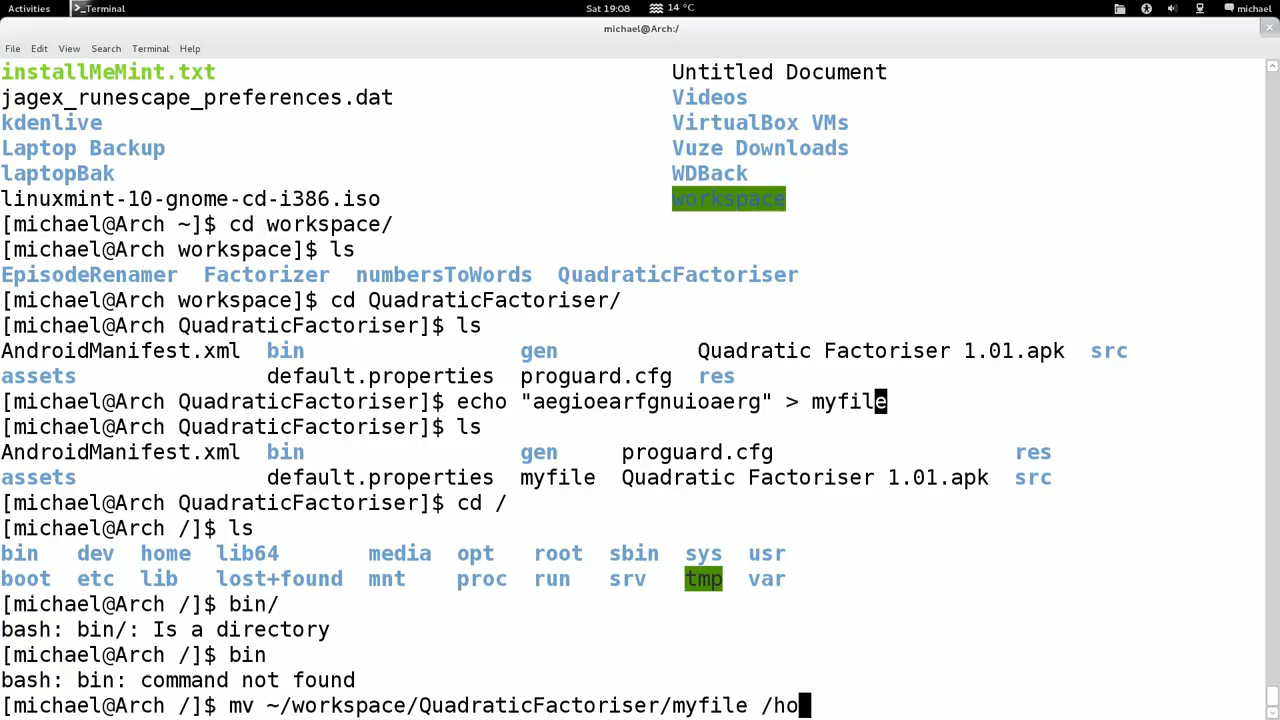 Activities Terminal Sat 19:08 14 °C michael
michael@Arch:/
File Edit View Search Terminal Help
installMeMint.txt Untitled Document
jagex_runescape_preferences.dat Videos
kdenlive VirtualBox VMs
Laptop Backup Vuze Downloads
laptopBak WDBack
linuxmint-10-gnome-cd-i386.iso workspace
[michael@Arch ~]$ cd workspace/
[michael@Arch workspace]$ ls
EpisodeRenamer Factorizer numbersToWords QuadraticFactoriser
[michael@Arch workspace]$ cd QuadraticFactoriser/
[michael@Arch QuadraticFactoriser]$ ls
AndroidManifest.xml bin gen Quadratic Factoriser 1.01.apk src
assets default.properties proguard.cfg res
[michael@Arch QuadraticFactoriser]$ echo "aegioearfgnuioaerg" > myfile
[michael@Arch QuadraticFactoriser]$ ls
AndroidManifest.xml bin gen proguard.cfg res
assets default.properties myfile Quadratic Factoriser 1.01.apk src
[michael@Arch QuadraticFactoriser]$ cd /
[michael@Arch /]$ ls
bin dev home lib64 media opt root sbin sys usr
boot etc lib lost+found mnt proc run srv tmp var
[michael@Arch /]$ bin/
bash: bin/: Is a directory
[michael@Arch /]$ bin
bash: bin: command not found
[michael@Arch /]$ mv ~/workspace/QuadraticFactoriser/myfile /ho